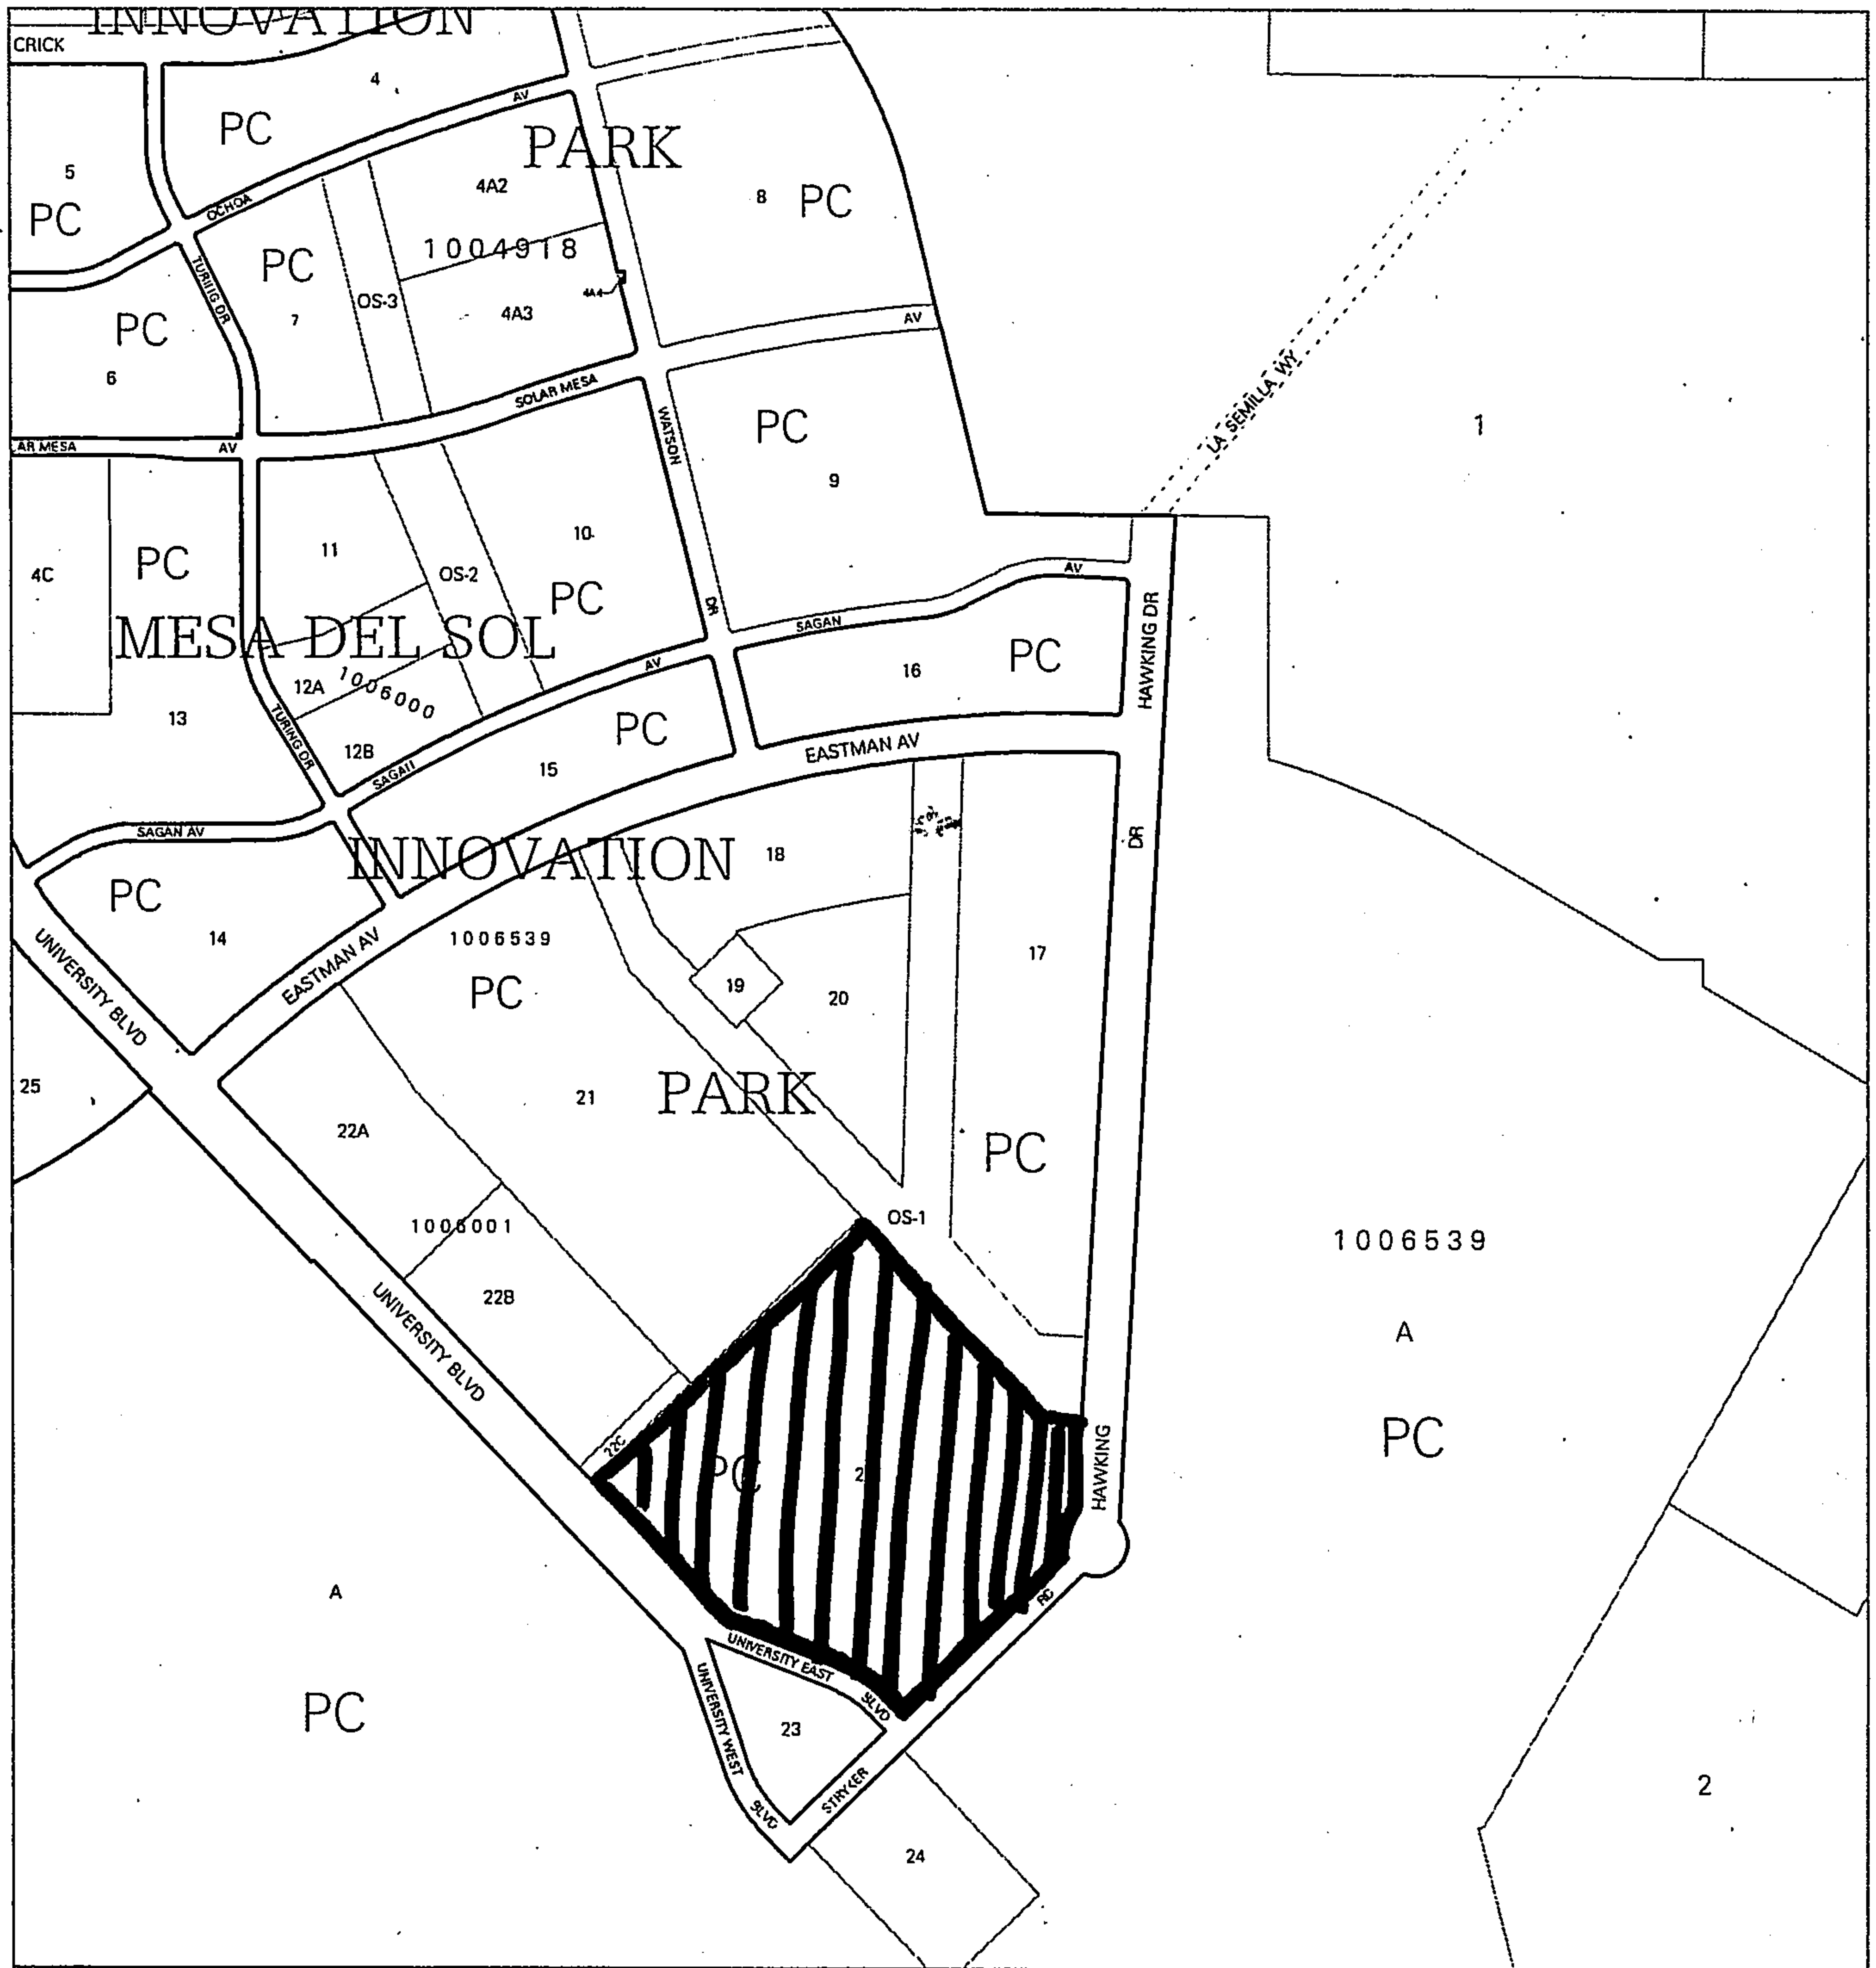 INNOVATION
CRICK
4
PC
AV
PARK
5
PC
4A2
8
PC
OCHOA
1004918
PC
TURING DR
OS-3
4A4
7
4A3
AV
PC
6
SOLAR MESA
LA SEMILLA WY
WATSON
PC
1
AR MESA
AV
9
10
11
PC
4C
OS-2
PC
AV
DR
SAGAN
HAWKING DR
MESA DEL SOL
AV
16
PC
12A
1006000
13
PC
TURING DR
12B
EASTMAN AV
15
SAGAN
SAGAN AV
DR
INNOVATION
18
PC
14
1006539
UNIVERSITY BLVD
EASTMAN AV
17
PC
19
20
25
21
PARK
22A
PC
OS-1
1006001
1006539
22B
UNIVERSITY BLVD
A
PC
22C
HAWKING
PC
2
A
RD
UNIVERSITY EAST
BLVD
UNIVERSITY WEST
PC
23
2
STRYKER
BLVD
24